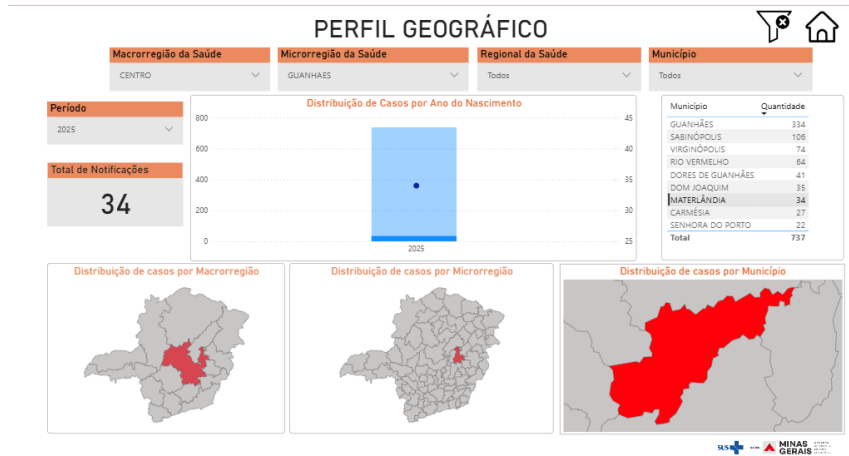 PERFIL GEOGRÁFICO
Macrorregião da Saúde
CENTRO
Microrregião da Saúde
GUANHAES
Regional da Saúde
Todos
Município
Todos
Período
2025
Total de Notificações
34
Distribuição de Casos por Ano do Nascimento
800
600
400
200
0
45
40
35
30
25
2025
Município Quantidade
GUANHÃES 334
SABINÓPOLIS 106
VIRGINÓPOLIS 74
RIO VERMELHO 64
DORES DE GUANHÃES 41
DOM JOAQUIM 35
MATERLÂNDIA 34
CARMÉSIA 27
SENHORA DO PORTO 22
Total 737
Distribuição de casos por Macrorregião
Distribuição de casos por Microrregião
Distribuição de casos por Município
SUS
MINAS
GERAIS